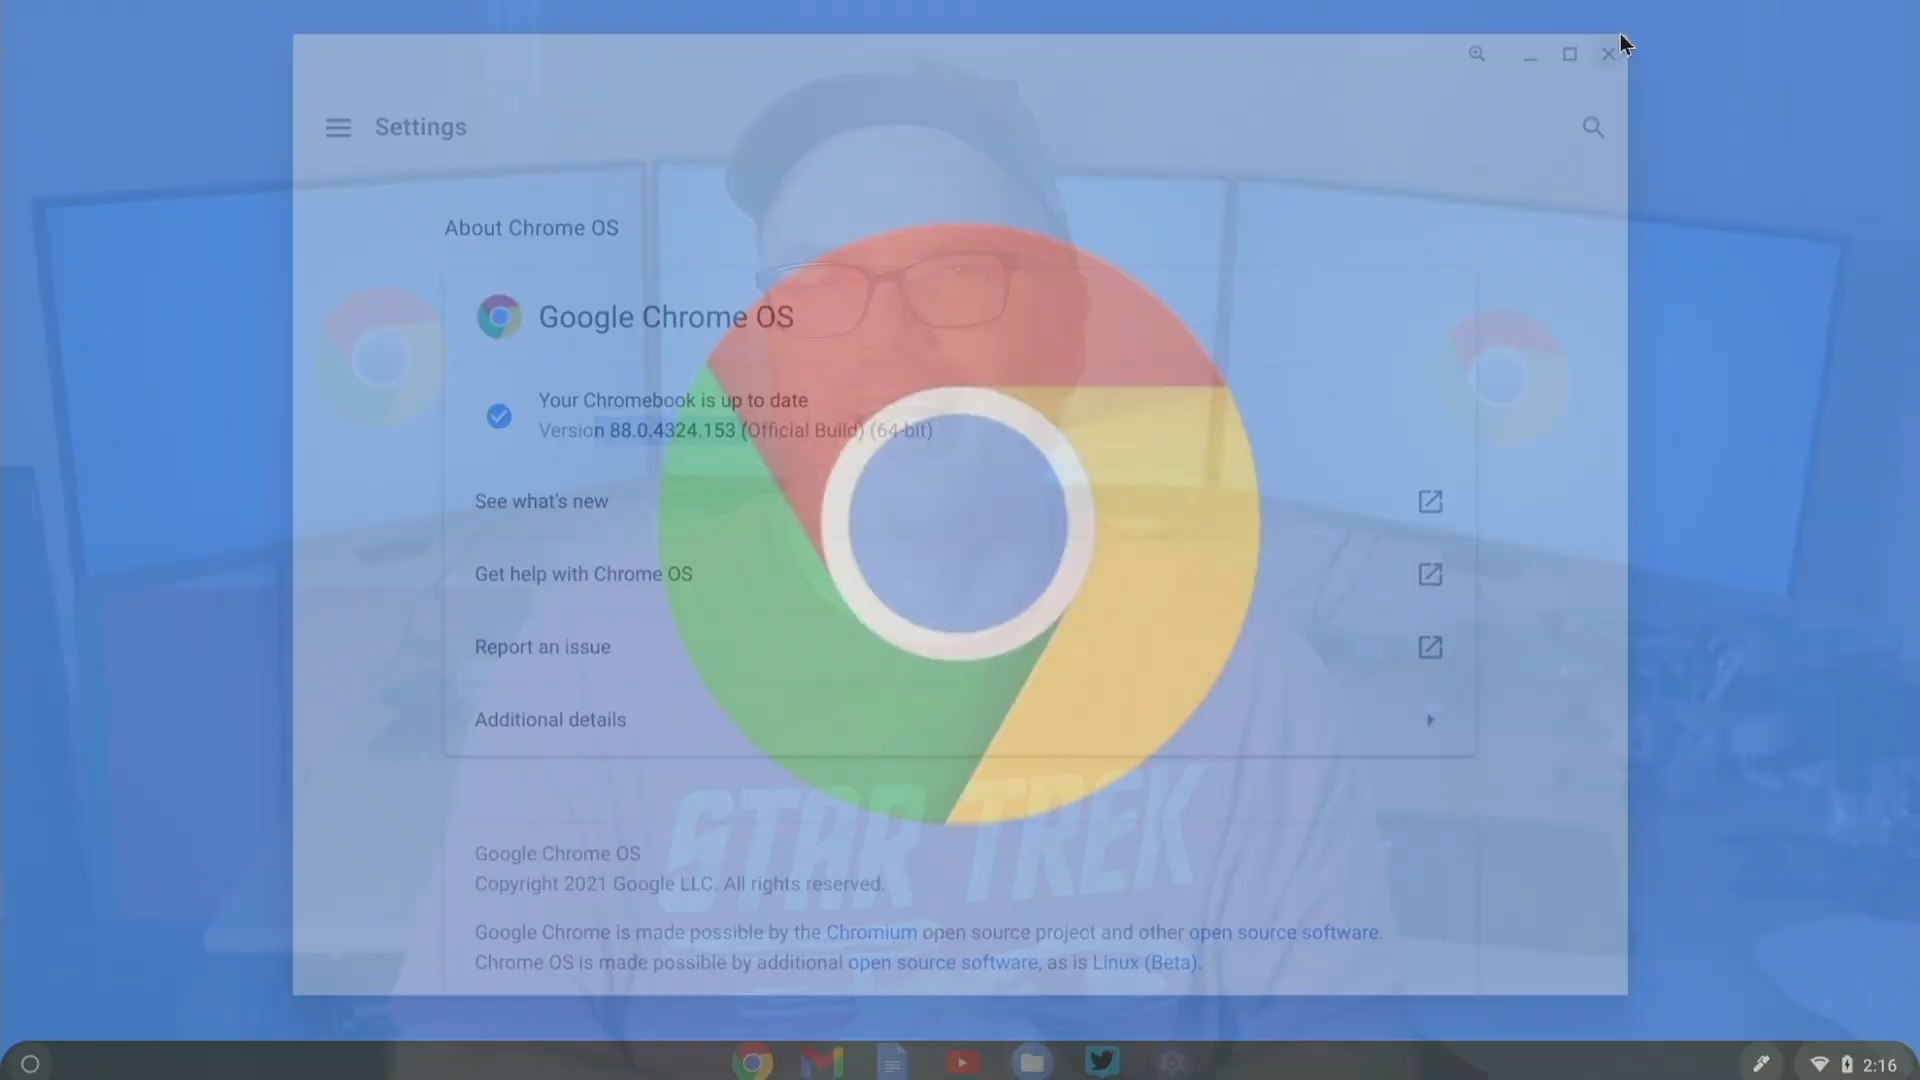 Settings
About Chrome OS
Google Chrome OS
Your Chromebook is up to date
Version 88.0.4324.153 (Official Build) (64-bit)
See what's new
Get help with Chrome OS
Report an issue
Additional details
STAR TREK
Google Chrome OS
Copyright 2021 Google LLC. All rights reserved.
Google Chrome is made possible by the Chromium open source project and other open source software.
Chrome OS is made possible by additional open source software, as is Linux (Beta).
2:16